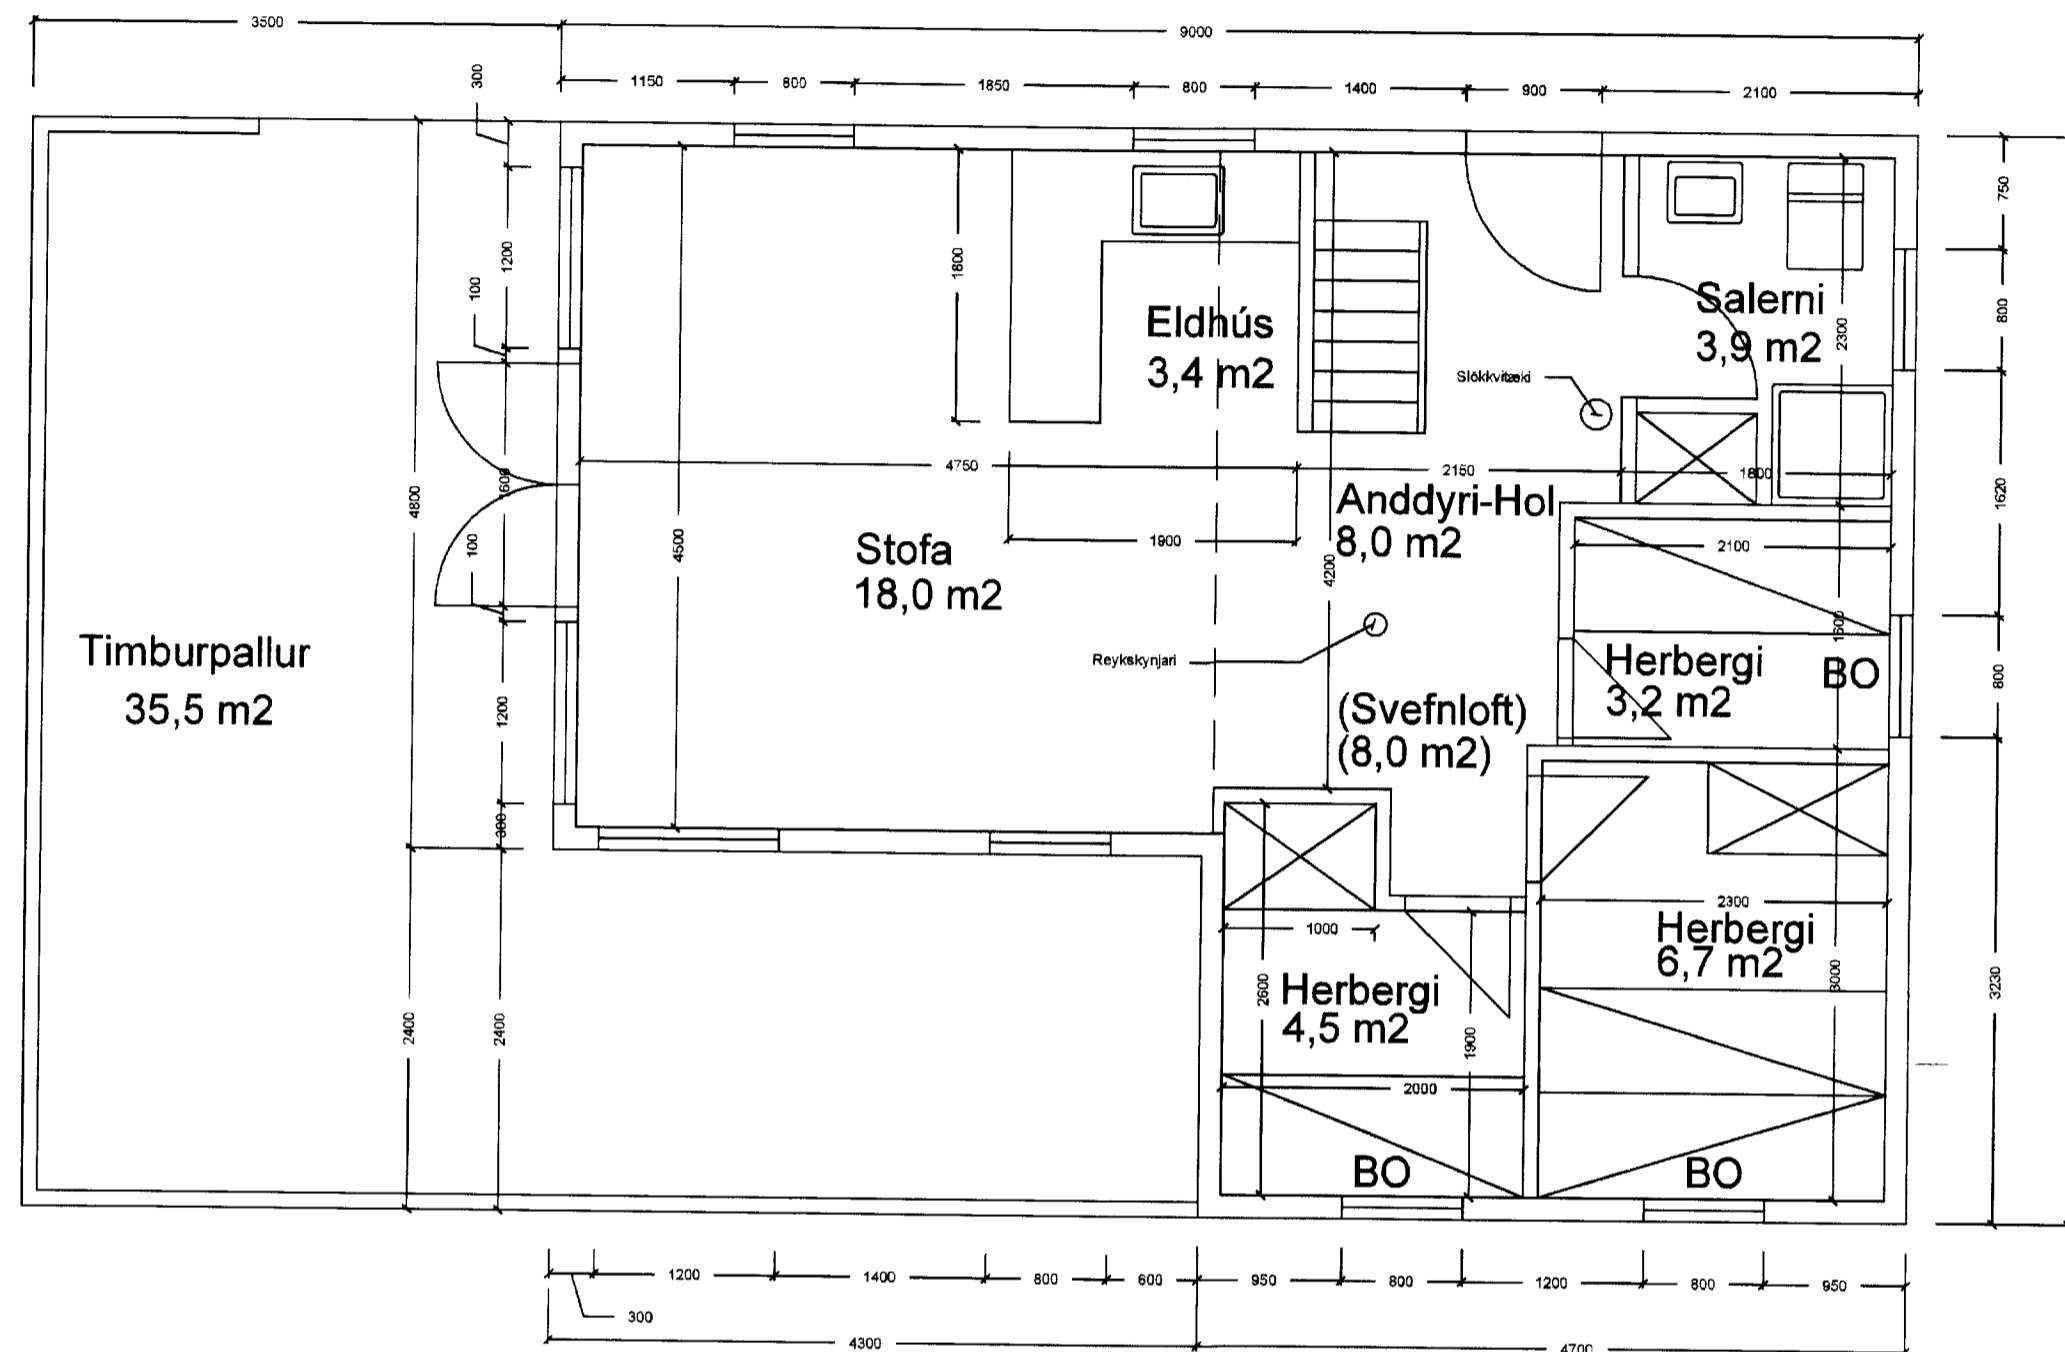 3500
9000
300
1150
800
1850
800
1400
900
2100
750
1200
1800
100
Eldhús
3,4 m2
Salerni
3,9 m2
2300
800
Slökkvitæki
4800
1600
4750
2150
1800
1620
4500
100
1900
Anddyri-Hol
8,0 m2
Stofa
18,0 m2
4200
2100
1600
Timburpallur
35,5 m2
Reykskynjari
Herbergi
3,2 m2
BO
800
1200
(Svefnloft)
(8,0 m2)
300
2300
1000
Herbergi
6,7 m2
3000
3230
2600
Herbergi
4,5 m2
1900
2400
2400
2000
BO
BO
1200
1400
800
600
950
800
1200
800
950
300
4300
4700